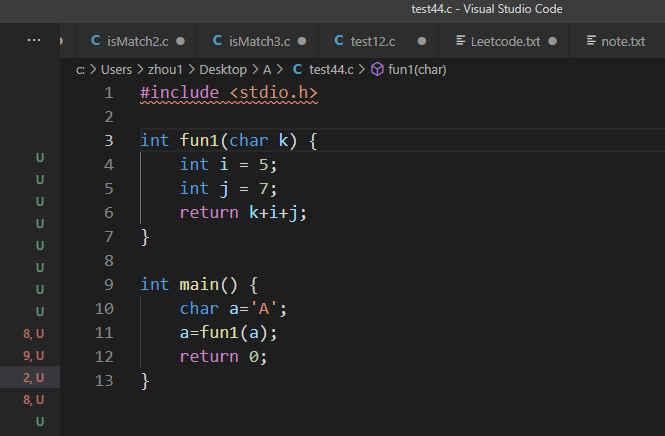 test44.c - Visual Studio Code
··· isMatch2.c ● C isMatch3.c ● C test12.c ● Leetcode.txt ● note.txt
c: > Users > zhou1 > Desktop > A > C test44.c > fun1(char)
1 #include <stdio.h>
2
3 int fun1(char k) {
4 int i = 5;
5 int j = 7;
6 return k+i+j;
7 }
8
9 int main() {
10 char a='A';
11 a=fun1(a);
12 return 0;
13 }
U
U
U
U
U
U
U
U
8, U
9, U
2, U
8, U
U